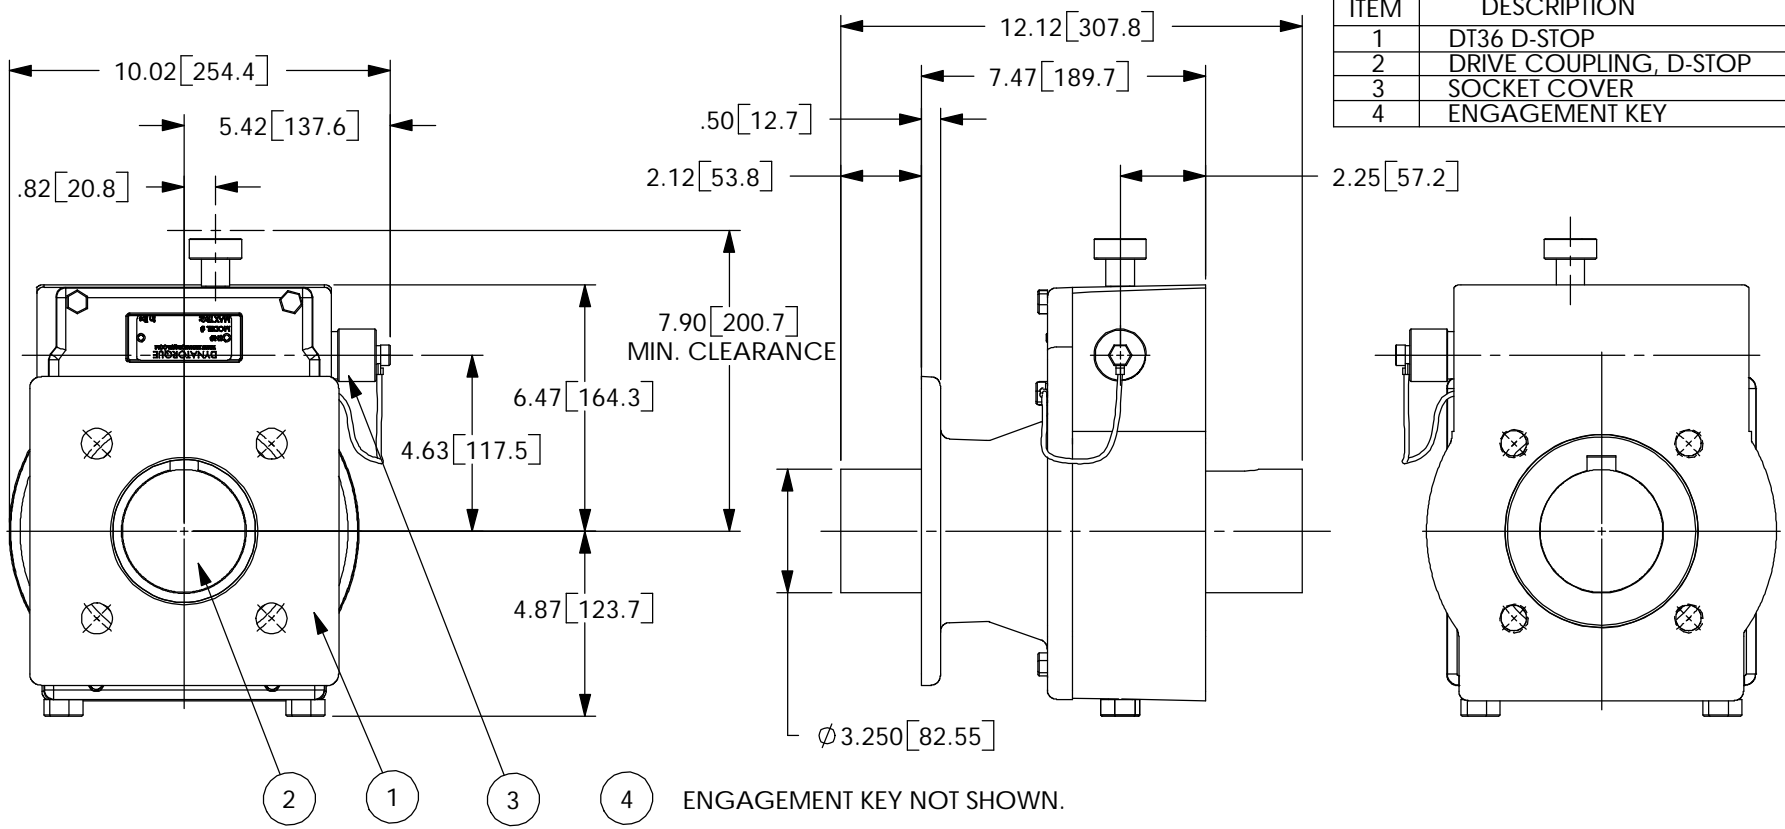 ITEM DESCRIPTION
1 DT36 D-STOP
2 DRIVE COUPLING, D-STOP
3 SOCKET COVER
4 ENGAGEMENT KEY
12.12[307.8]
10.02[254.4]
7.47[189.7]
5.42[137.6]
.50[12.7]
.82[20.8]
2.12[53.8]
2.25[57.2]
7.90[200.7]
MIN. CLEARANCE
DYNATORQUE
MODEL #
6.47[164.3]
4.63[117.5]
4.87[123.7]
∅3.250[82.55]
2
1
3
4 ENGAGEMENT KEY NOT SHOWN.